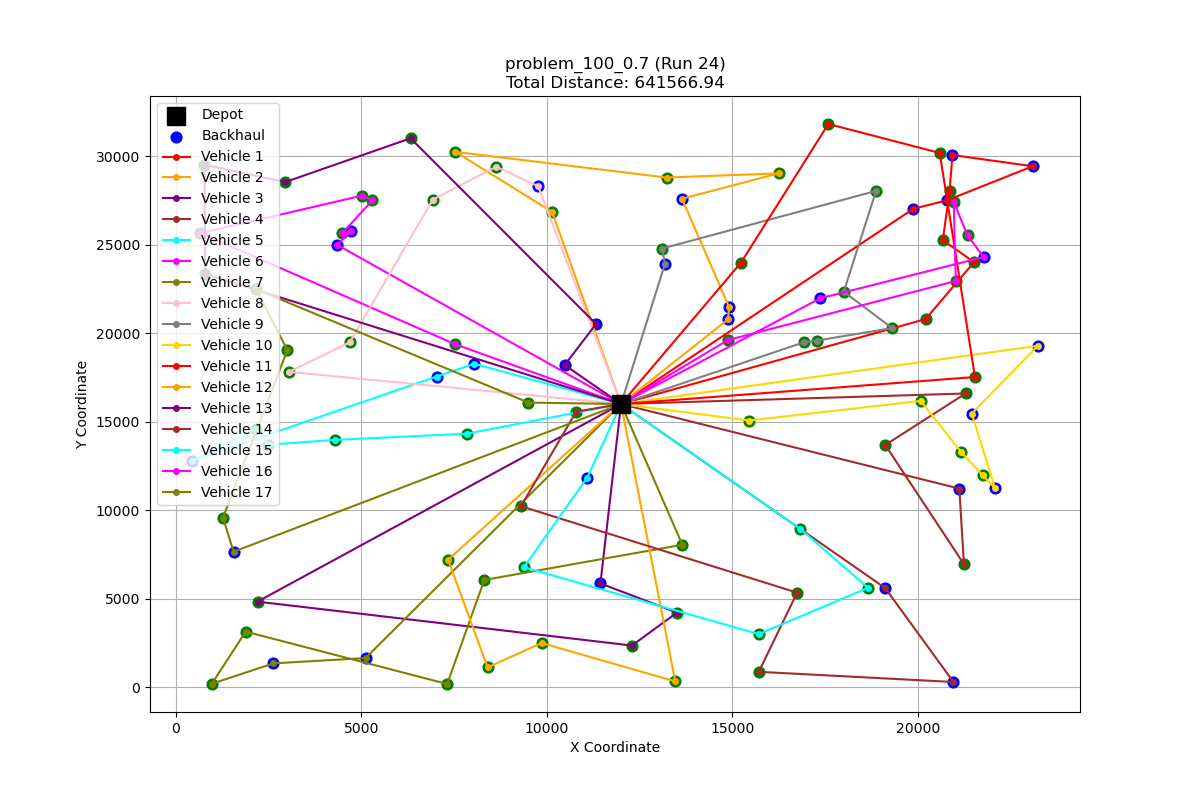 problem_100_0.7 (Run 24)
Total Distance: 641566.94
Depot
Backhaul
Vehicle 1
Vehicle 2
Vehicle 3
Vehicle 4
Vehicle 5
Vehicle 6
Vehicle 7
Vehicle 8
Vehicle 9
Vehicle 10
Vehicle 11
Vehicle 12
Vehicle 13
Vehicle 14
Vehicle 15
Vehicle 16
Vehicle 17
30000
25000
20000
15000
10000
5000
0
Y Coordinate
0 5000 10000 15000 20000
X Coordinate